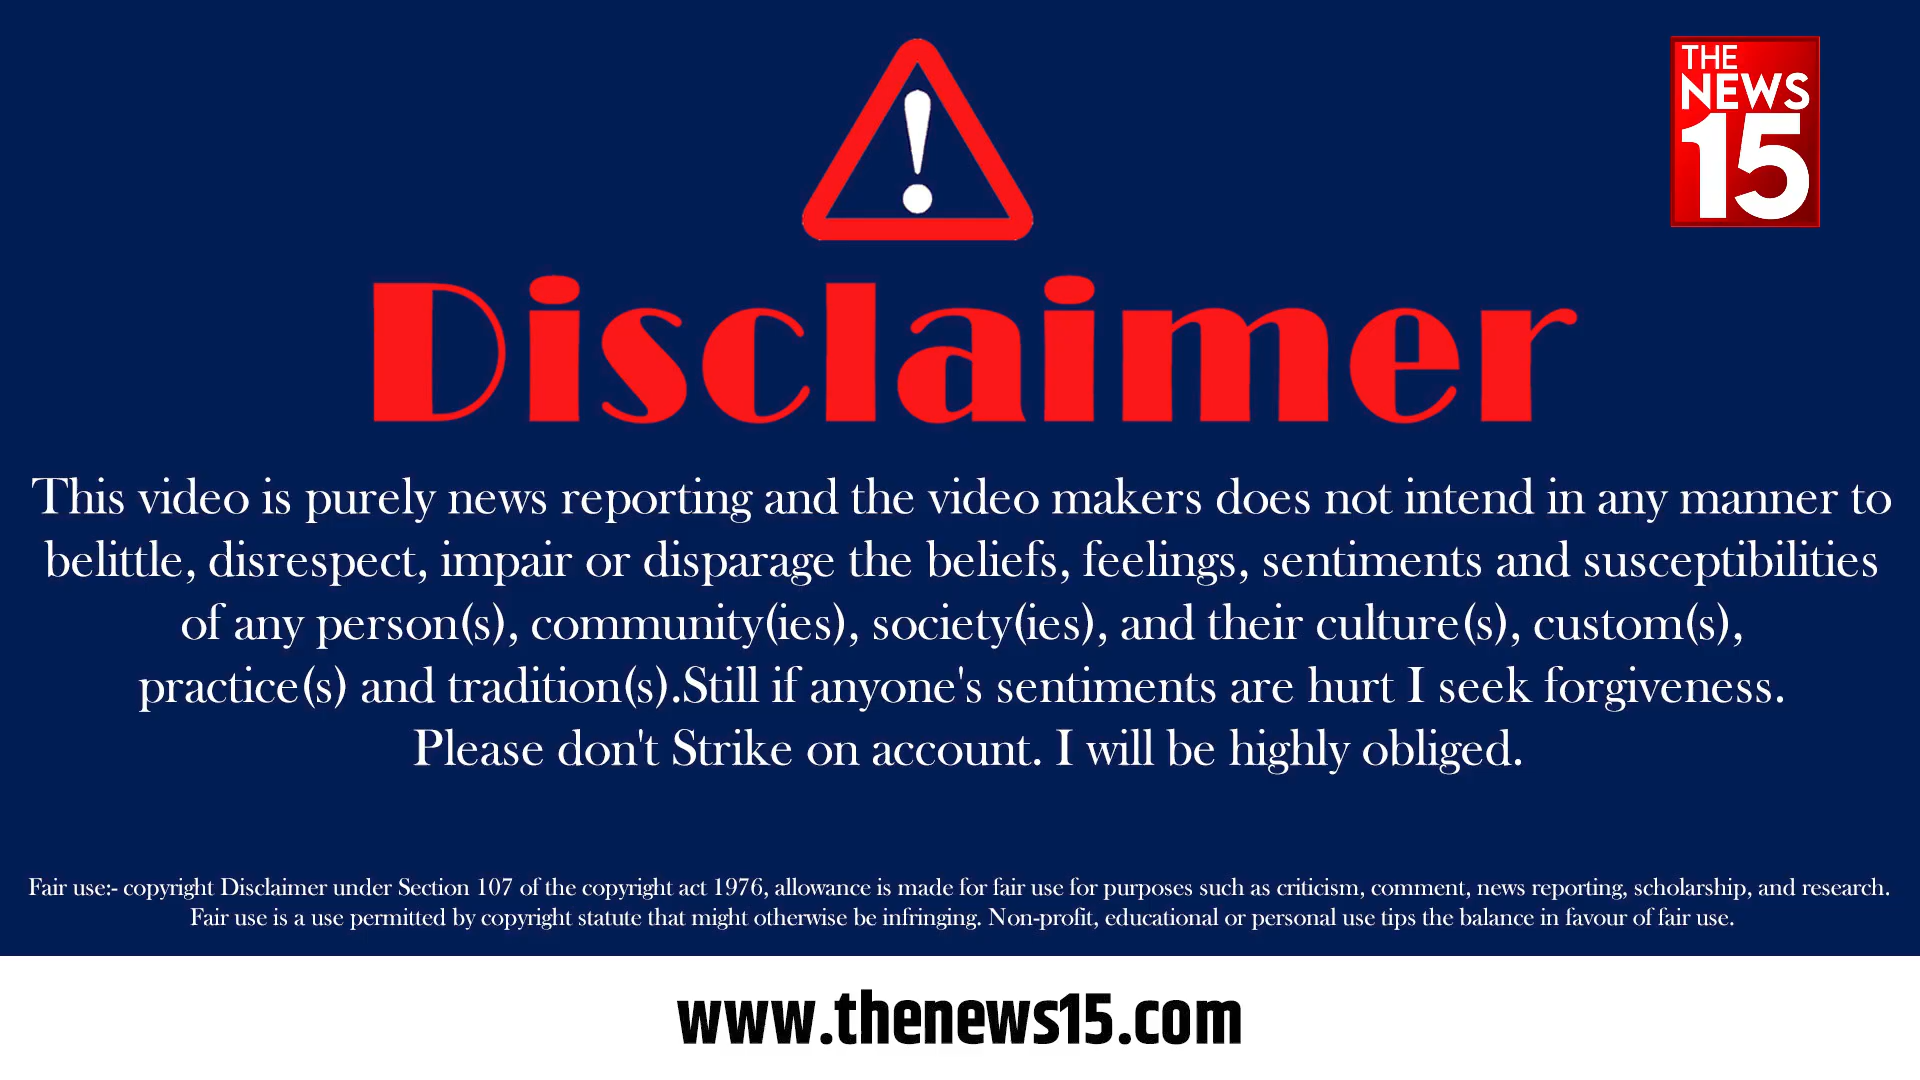 THE
NEWS
15
Disclaimer
This video is purely news reporting and the video makers does not intend in any manner to
belittle, disrespect, impair or disparage the beliefs, feelings, sentiments and susceptibilities
of any person(s), community(ies), society(ies), and their culture(s), custom(s),
practice(s) and tradition(s).Still if anyone's sentiments are hurt I seek forgiveness.
Please don't Strike on account. I will be highly obliged.
Fair use:- copyright Disclaimer under Section 107 of the copyright act 1976, allowance is made for fair use for purposes such as criticism, comment, news reporting, scholarship, and research.
Fair use is a use permitted by copyright statute that might otherwise be infringing. Non-profit, educational or personal use tips the balance in favour of fair use.
www.thenews15.com